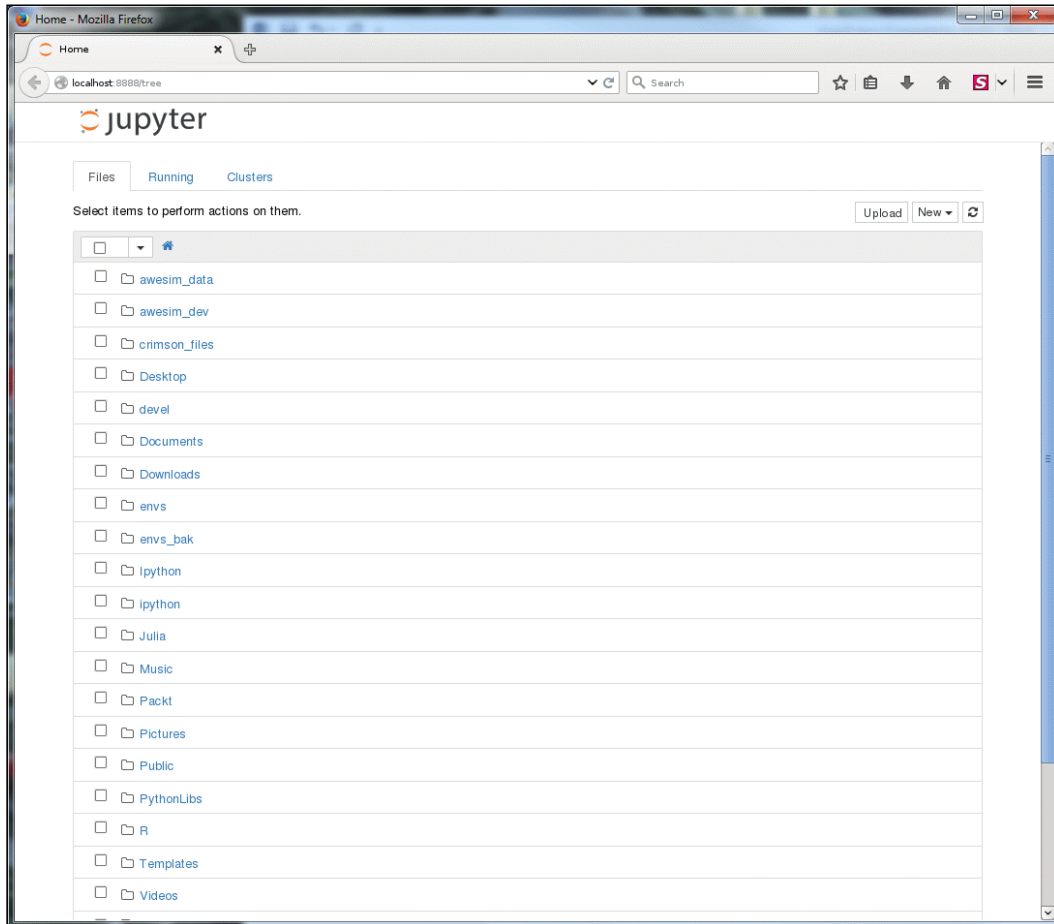 Home - Mozilla Firefox
Home
localhost:8888/tree
Search
S
jupyter
Files Running Clusters
Select items to perform actions on them.
Upload New
awesim_data
awesim_dev
crimson_files
Desktop
devel
Documents
Downloads
envs
envs_bak
Ipython
ipython
Julia
Music
Packt
Pictures
Public
PythonLibs
R
Templates
Videos